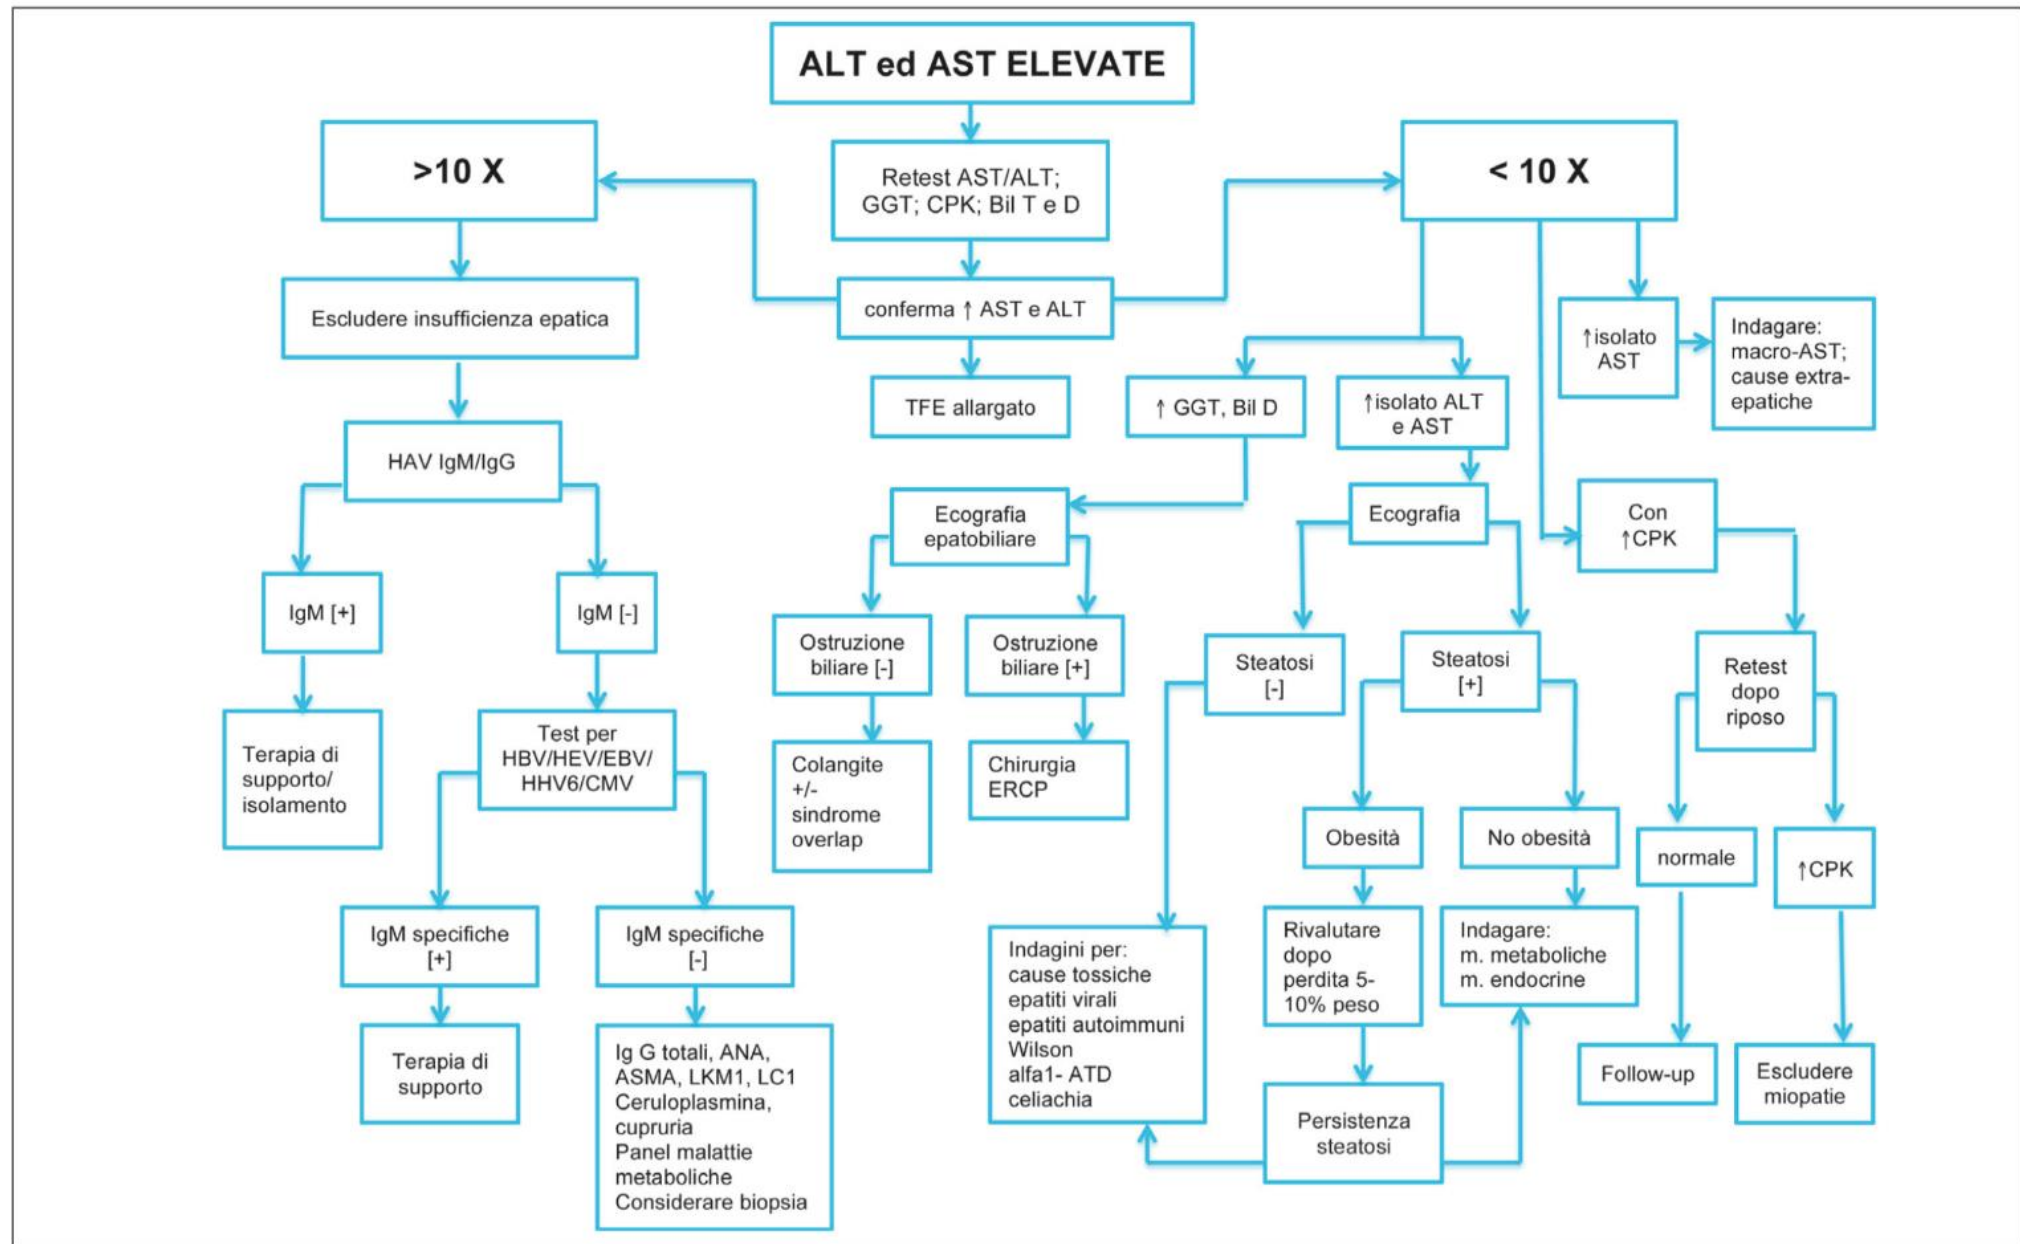 ALT ed AST ELEVATE
>10 X
Retest AST/ALT;
GGT; CPK; Bil T e D
< 10 X
Escludere insufficienza epatica
conferma ↑ AST e ALT
↑isolato
AST
Indagare:
macro-AST;
cause extra-
epatiche
TFE allargato
↑ GGT, Bil D
↑isolato ALT
e AST
HAV IgM/IgG
Ecografia
epatobiliare
Ecografia
Con
↑CPK
IgM [+]
IgM [-]
Ostruzione
biliare [-]
Ostruzione
biliare [+]
Steatosi
[-]
Steatosi
[+]
Retest
dopo
riposo
Terapia di
supporto/
isolamento
Test per
HBV/HEV/EBV/
HHV6/CMV
Colangite
+/-
sindrome
overlap
Chirurgia
ERCP
Obesità
No obesità
normale
↑CPK
IgM specifiche
[+]
IgM specifiche
[-]
Indagini per:
cause tossiche
epatiti virali
epatiti autoimmuni
Wilson
alfa1- ATD
celiachia
Rivalutare
dopo
perdita 5-
10% peso
Indagare:
m. metaboliche
m. endocrine
Terapia di
supporto
Ig G totali, ANA,
ASMA, LKM1, LC1
Ceruloplasmina,
cupruria
Panel malattie
metaboliche
Considerare biopsia
Persistenza
steatosi
Follow-up
Escludere
miopatie